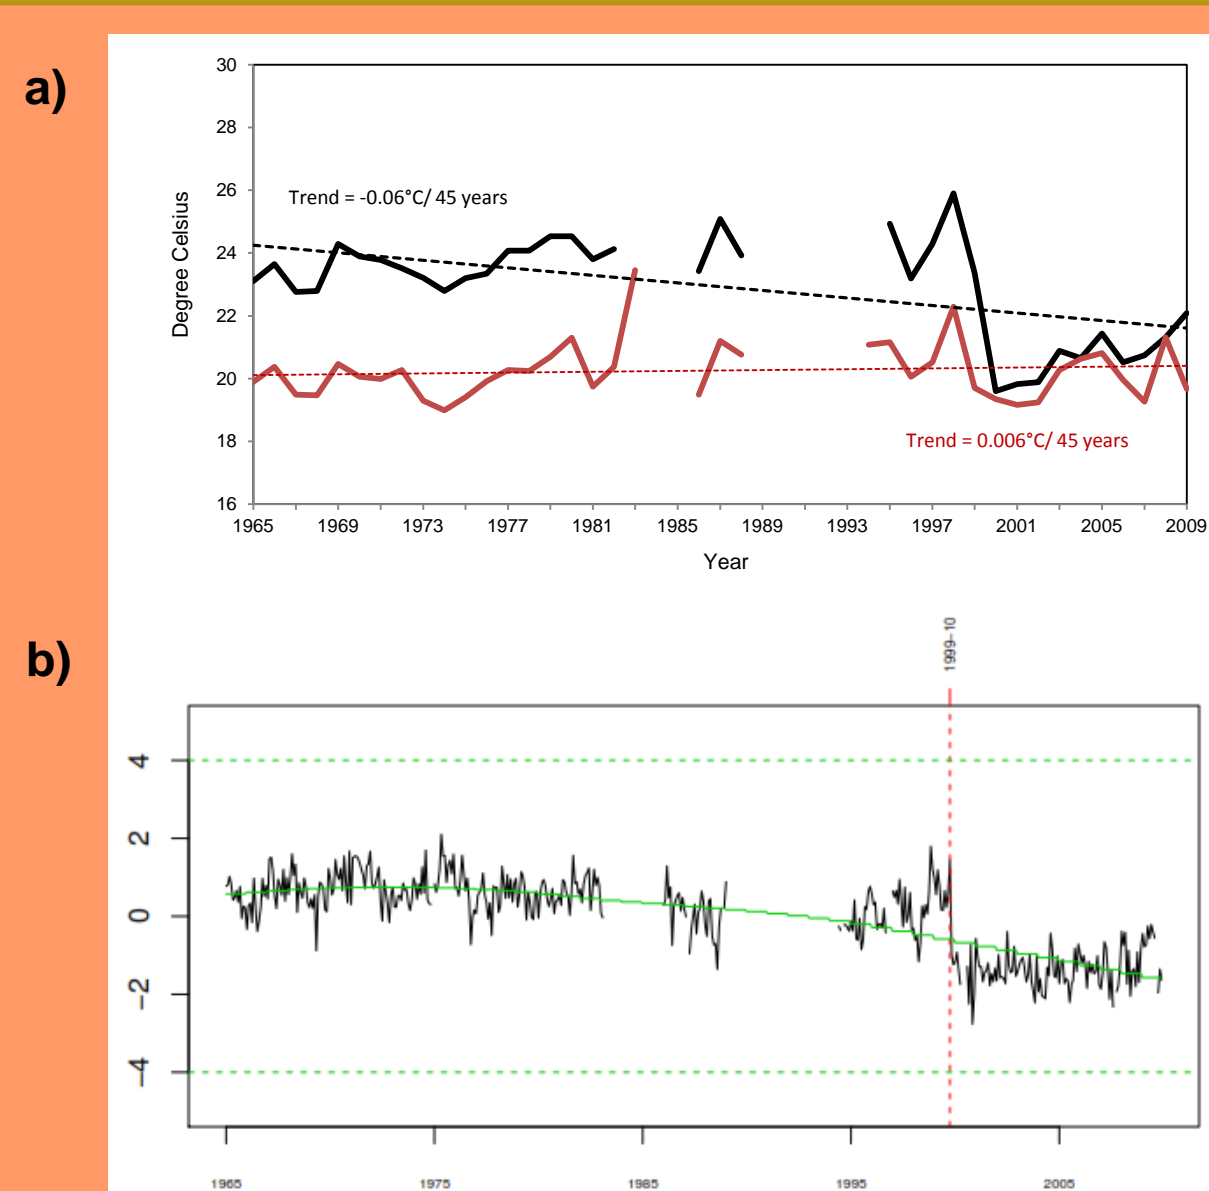 a)
30
28
26
24
22
20
18
16
Degree Celsius
Trend = -0.06°C/ 45 years
Trend = 0.006°C/ 45 years
1965 1969 1973 1977 1981 1985 1989 1993 1997 2001 2005 2009
Year
b)
1999-10
4
2
0
-2
-4
1965 1975 1985 1995 2005